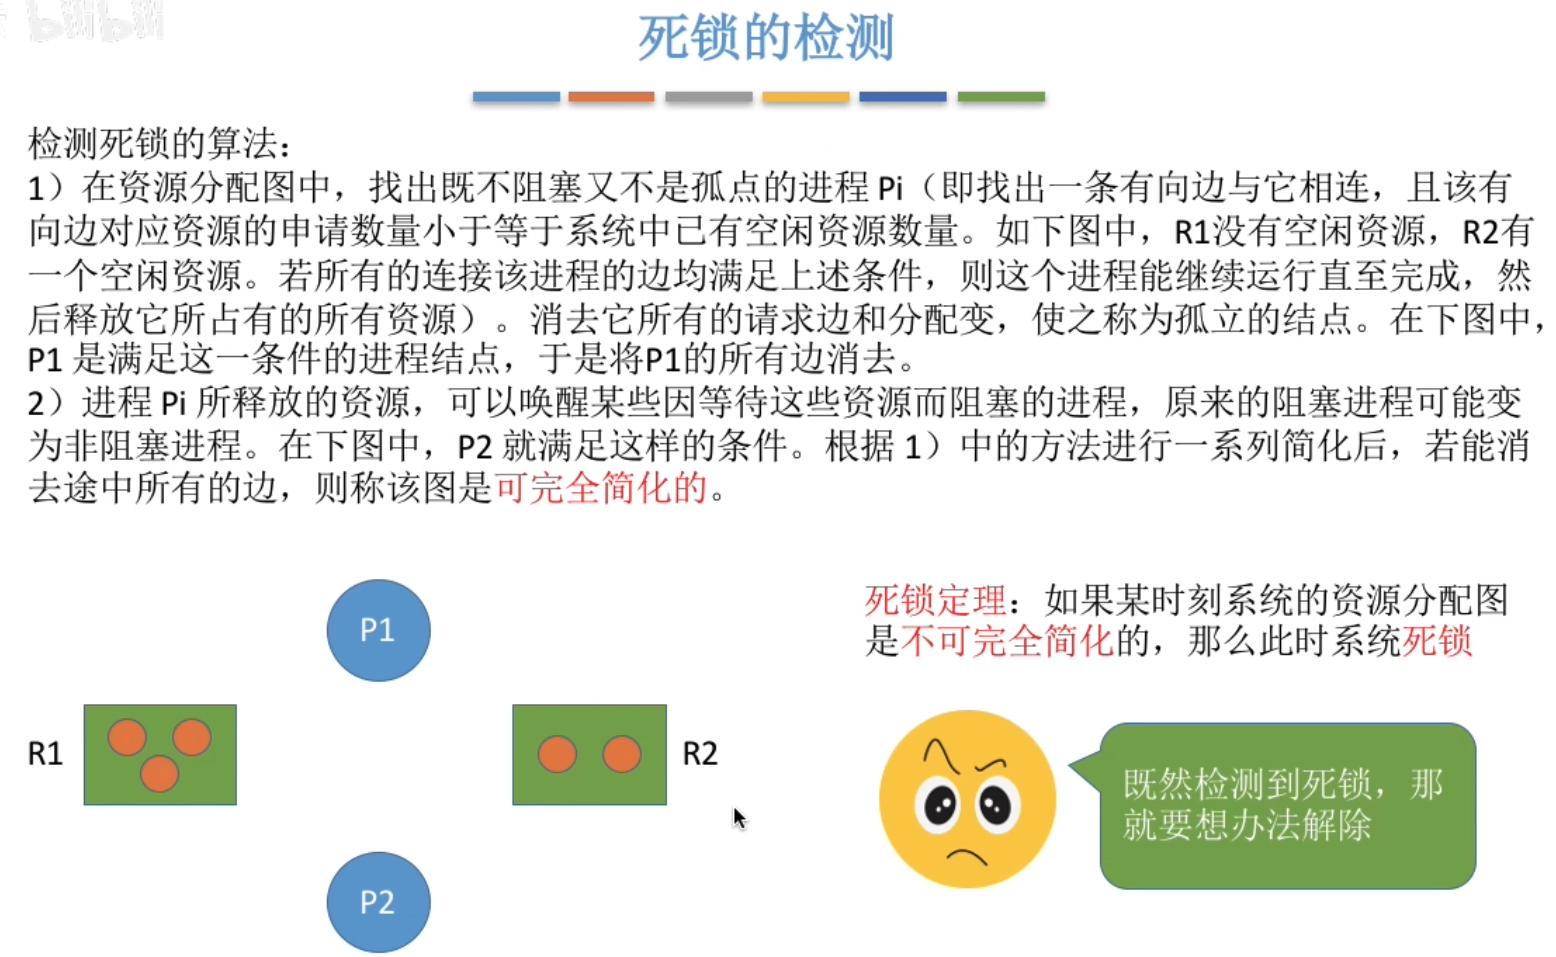 bilibili
死锁的检测
检测死锁的算法：
1）在资源分配图中，找出既不阻塞又不是孤点的进程 Pi（即找出一条有向边与它相连，且该有
向边对应资源的申请数量小于等于系统中已有空闲资源数量。如下图中，R1没有空闲资源，R2有
一个空闲资源。若所有的连接该进程的边均满足上述条件，则这个进程能继续运行直至完成，然
后释放它所占有的所有资源）。消去它所有的请求边和分配变，使之称为孤立的结点。在下图中，
P1 是满足这一条件的进程结点，于是将P1的所有边消去。
2）进程 Pi 所释放的资源，可以唤醒某些因等待这些资源而阻塞的进程，原来的阻塞进程可能变
为非阻塞进程。在下图中，P2 就满足这样的条件。根据 1）中的方法进行一系列简化后，若能消
去途中所有的边，则称该图是可完全简化的。
P1
R1
R2
P2
死锁定理：如果某时刻系统的资源分配图
是不可完全简化的，那么此时系统死锁
既然检测到死锁，那
就要想办法解除